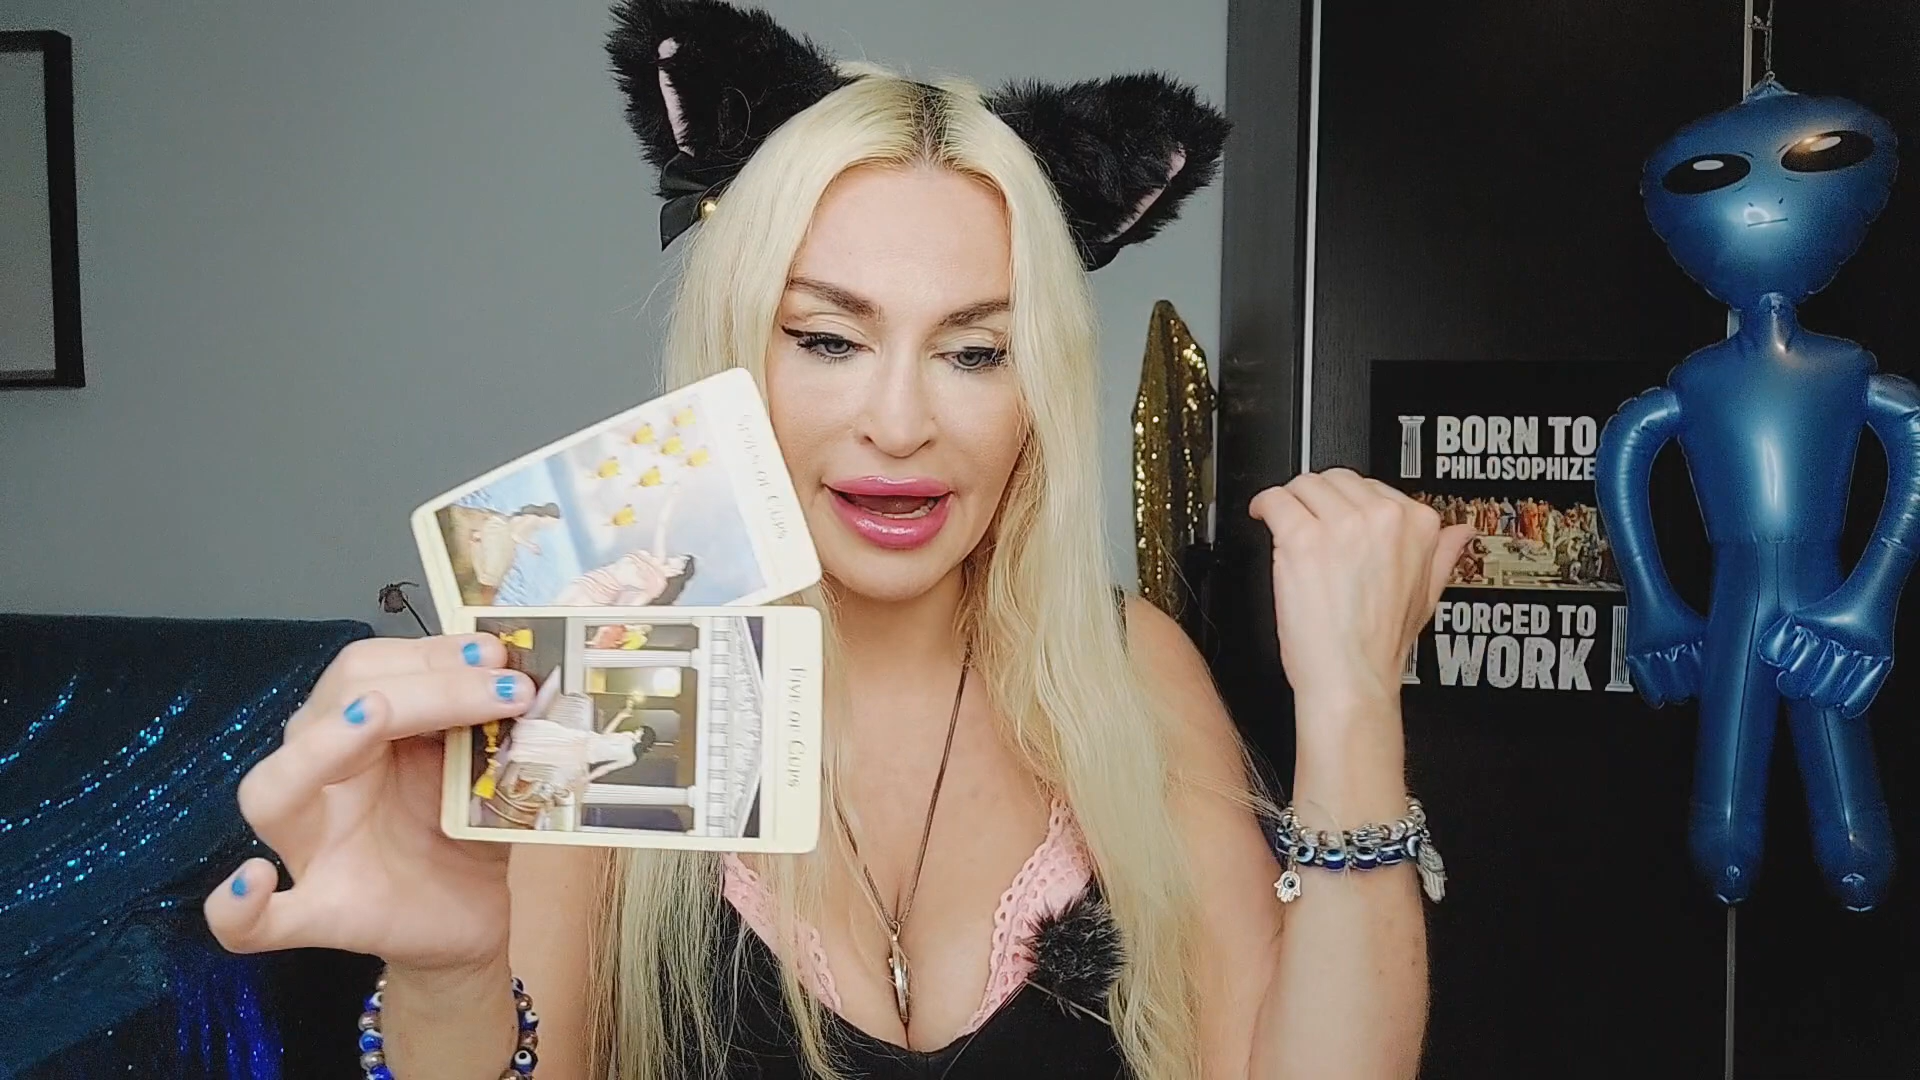 SEVEN OF CUPS
FIVE OF CUPS
BORN TO
PHILOSOPHIZE
FORCED TO
WORK